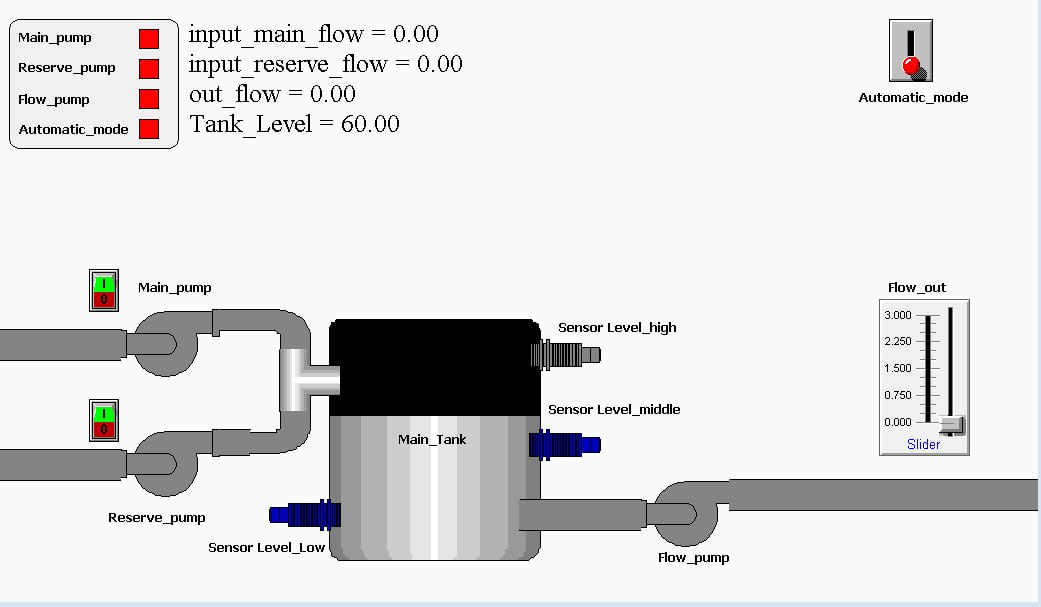 Main_pump
Reserve_pump
Flow_pump
Automatic_mode
input_main_flow = 0.00
input_reserve_flow = 0.00
out_flow = 0.00
Tank_Level = 60.00
Automatic_mode
I
0
Main_pump
Flow_out
3.000
2.250
1.500
0.750
0.000
Slider
Sensor Level_high
I
0
Sensor Level_middle
Main_Tank
Reserve_pump
Sensor Level_Low
Flow_pump